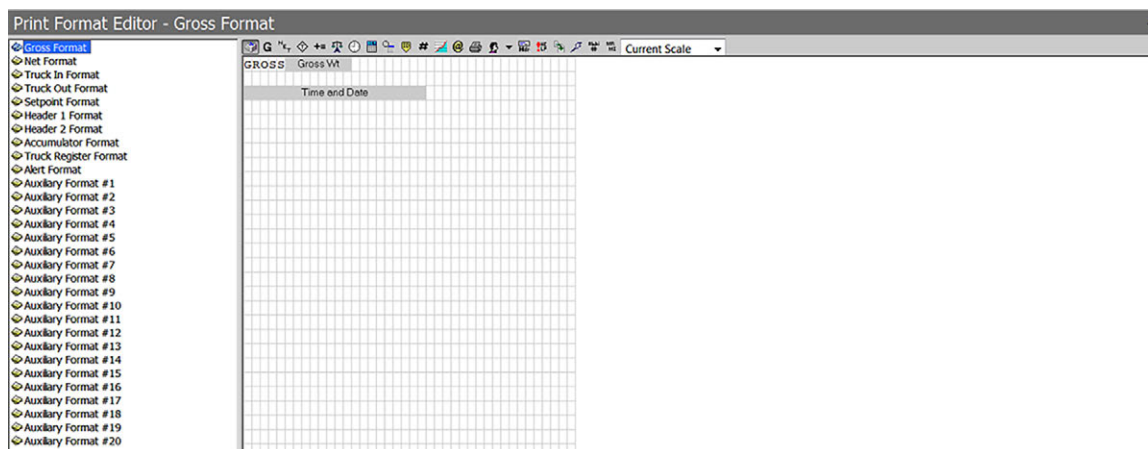 Print Format Editor - Gross Format
Gross Format
Net Format
Truck In Format
Truck Out Format
Setpoint Format
Header 1 Format
Header 2 Format
Accumulator Format
Truck Register Format
Alert Format
Auxiliary Format #1
Auxiliary Format #2
Auxiliary Format #3
Auxiliary Format #4
Auxiliary Format #5
Auxiliary Format #6
Auxiliary Format #7
Auxiliary Format #8
Auxiliary Format #9
Auxiliary Format #10
Auxiliary Format #11
Auxiliary Format #12
Auxiliary Format #13
Auxiliary Format #14
Auxiliary Format #15
Auxiliary Format #16
Auxiliary Format #17
Auxiliary Format #18
Auxiliary Format #19
Auxiliary Format #20
G Current Scale
GROSS Gross Wt
Time and Date